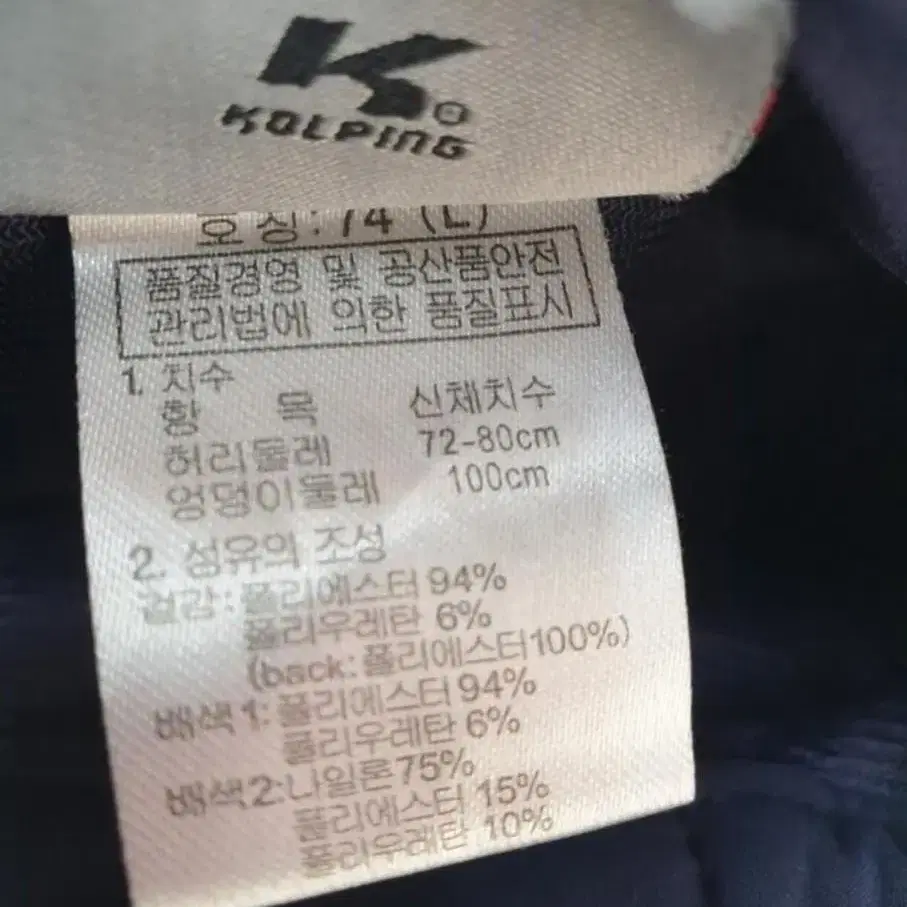 K®
KOLPING
호칭: 74 (L)
품질경영 및 공산품안전
관리법에 의한 품질표시
1. 치수
항 목 신체치수
허리둘레 72-80cm
엉덩이둘레 100cm
2. 섬유의 조성
겉감: 폴리에스터 94%
폴리우레탄 6%
(back: 폴리에스터100%)
배색1: 폴리에스터 94%
폴리우레탄 6%
배색2: 나일론 75%
폴리에스터 15%
폴리우레탄 10%